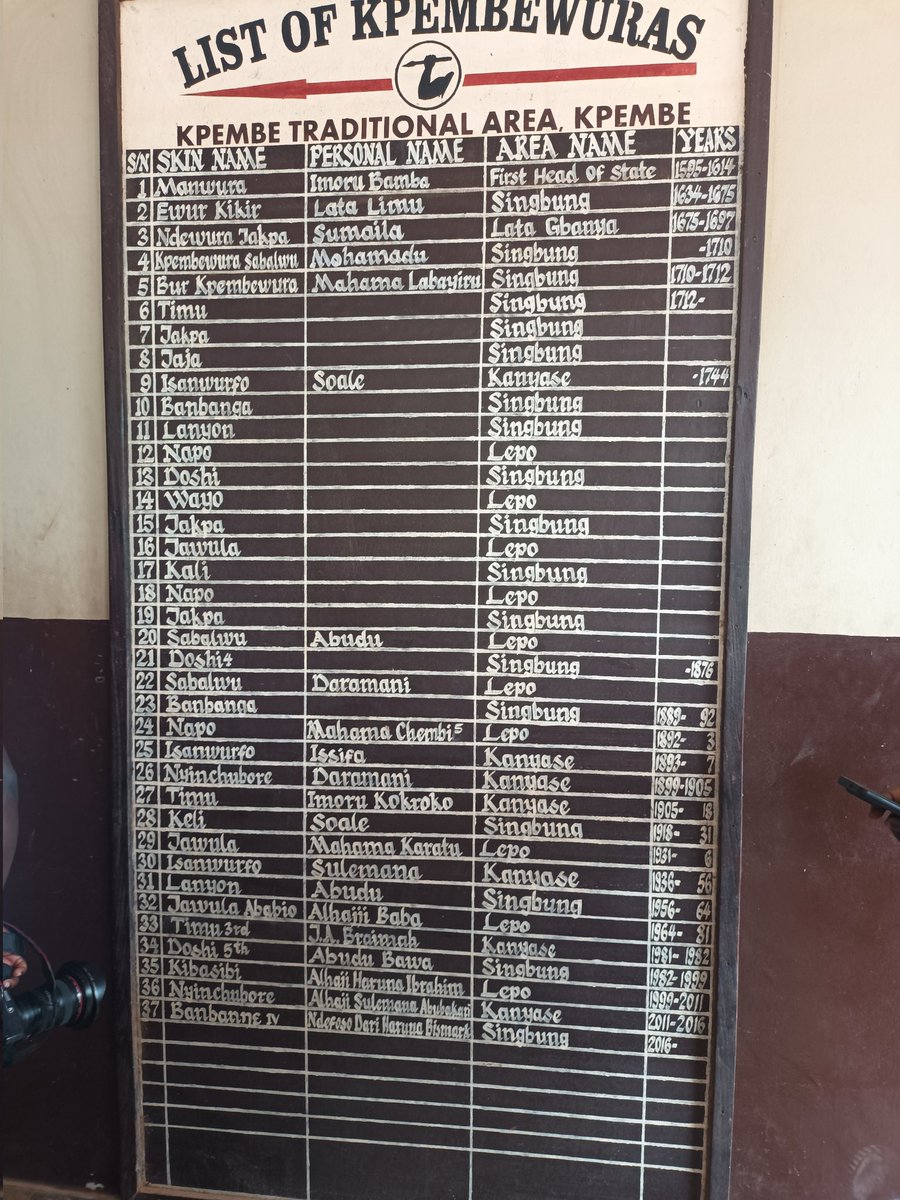 LIST OF KPEMBEWURAS
KPEMBE TRADITIONAL AREA, KPEMBE
S/N SKIN NAME PERSONAL NAME AREA NAME YEARS
1 Manwura Imoru Bamba First Head Of State 1595-1614
2 Ewur Kikir Lata Limu Singbung 1634-1675
3 Ndewura Jakpa Sumaila Lata Gbanya 1675-1697
4 Kpembewura Sabalwu Mohamadu Singbung -1710
5 Bur Kpembewura Mahama Labayiru Singbung 1710-1712
6 Timu Singbung 1712-
7 Jakpa Singbung
8 Jaja Singbung
9 Isanwurfo Soale Kanyase -1744
10 Banbanga Singbung
11 Lanyon Singbung
12 Napo Lepo
13 Doshi Singbung
14 Wayo Lepo
15 Jakpa Singbung
16 Jawula Lepo
17 Kali Singbung
18 Napo Lepo
19 Jakpa Singbung
20 Sabalwu Abudu Lepo
21 Doshi 4 Singbung -1876
22 Sabalwu Daramani Lepo
23 Banbanga Singbung 1889- 92
24 Napo Mahama Chembi 5 Lepo 1892- 3
25 Isanwurfo Issifa Kanyase 1893- 7
26 Nyinchubore Daramani Kanyase 1899-1905
27 Timu Imoru Kokroko Kanyase 1905- 18
28 Keli Soale Singbung 1918- 31
29 Jawula Mahama Karatu Lepo 1931- 6
30 Isanwurfo Sulemana Kanyase 1936- 56
31 Lanyon Abudu Singbung 1956- 64
32 Jawula Ababio Alhaji Baba Lepo 1964- 81
33 Timu 3rd J.A. Braimah Kanyase 1981- 1982
34 Doshi 5th Abudu Bawa Singbung 1982-1999
35 Kibasibi Alhaji Haruna Ibrahim Lepo 1999-2011
36 Nyinchubore Alhaji Sulemana Abubakari Kanyase 2011-2016
37 Banbanne IV Ndefoso Dari Haruna Bismark Singbung 2016-